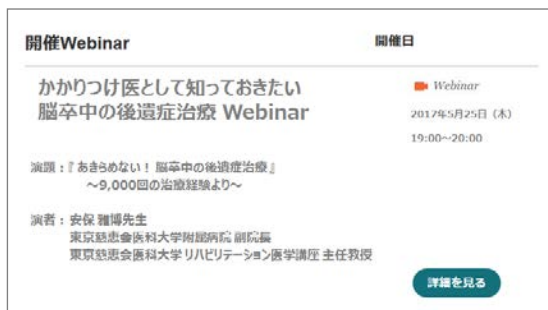 開催Webinar
開催日
かかりつけ医として知っておきたい
脳卒中の後遺症治療 Webinar
Webinar
2017年5月25日（木）
19:00～20:00
演題：『あきらめない！ 脳卒中の後遺症治療』
～9,000回の治療経験より～
演者：安保 雅博先生
東京慈恵会医科大学附属病院 副院長
東京慈恵会医科大学 リハビリテーション医学講座 主任教授
詳細を見る